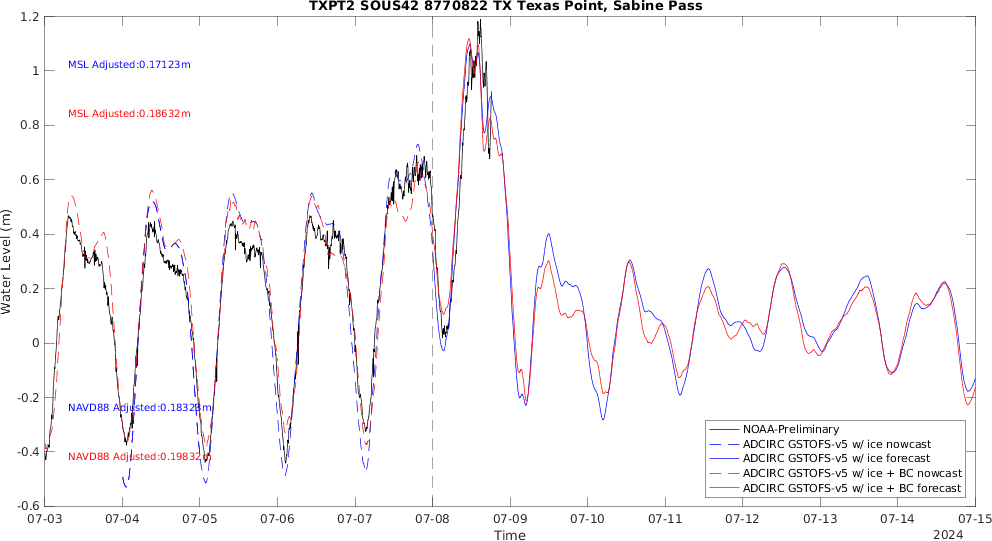 TXPT2 SOUS42 8770822 TX Texas Point, Sabine Pass
1.2
1
0.8
0.6
0.4
0.2
0
-0.2
-0.4
-0.6
Water Level (m)
MSL Adjusted:0.17123m
MSL Adjusted:0.18632m
NAVD88 Adjusted:0.18323m
NAVD88 Adjusted:0.19832m
NOAA-Preliminary
ADCIRC GSTOFS-v5 w/ ice nowcast
ADCIRC GSTOFS-v5 w/ ice forecast
ADCIRC GSTOFS-v5 w/ ice + BC nowcast
ADCIRC GSTOFS-v5 w/ ice + BC forecast
07-03 07-04 07-05 07-06 07-07 07-08 07-09 07-10 07-11 07-12 07-13 07-14 07-15
Time
2024